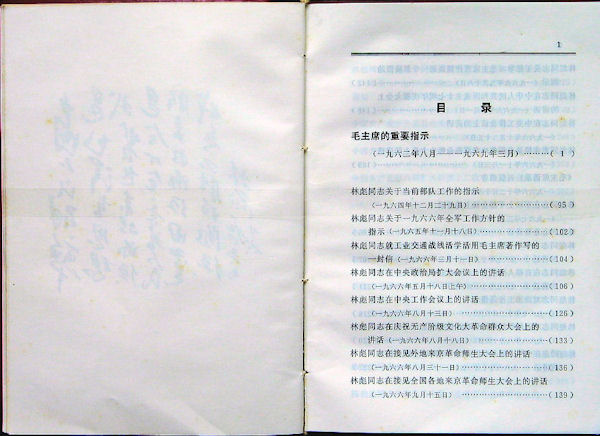 1
目 录
毛主席的重要指示
(一九六二年八月——一九六九年三月)………( 1 )
林彪同志关于当前部队工作的指示
(一九六四年十二月二十九日)…………( 95 )
林彪同志关于一九六六年全军工作方针的
指示(一九六五年十一月十八日)…………( 102 )
林彪同志就工业交通战线活学活用毛主席著作写的
一封信(一九六六年三月十一日)…………( 104 )
林彪同志在中央政治局扩大会议上的讲话
(一九六六年五月十八日上午)…………( 106 )
林彪同志在中央工作会议上的讲话
(一九六六年八月十三日)…………( 126 )
林彪同志在庆祝无产阶级文化大革命群众大会上的
讲话(一九六六年八月十八日)…………( 133 )
林彪同志在接见外地来京革命师生大会上的讲话
(一九六六年八月三十一日)…………( 136 )
林彪同志在接见全国各地来京革命师生大会上的讲话
(一九六六年九月十五日)…………( 139 )